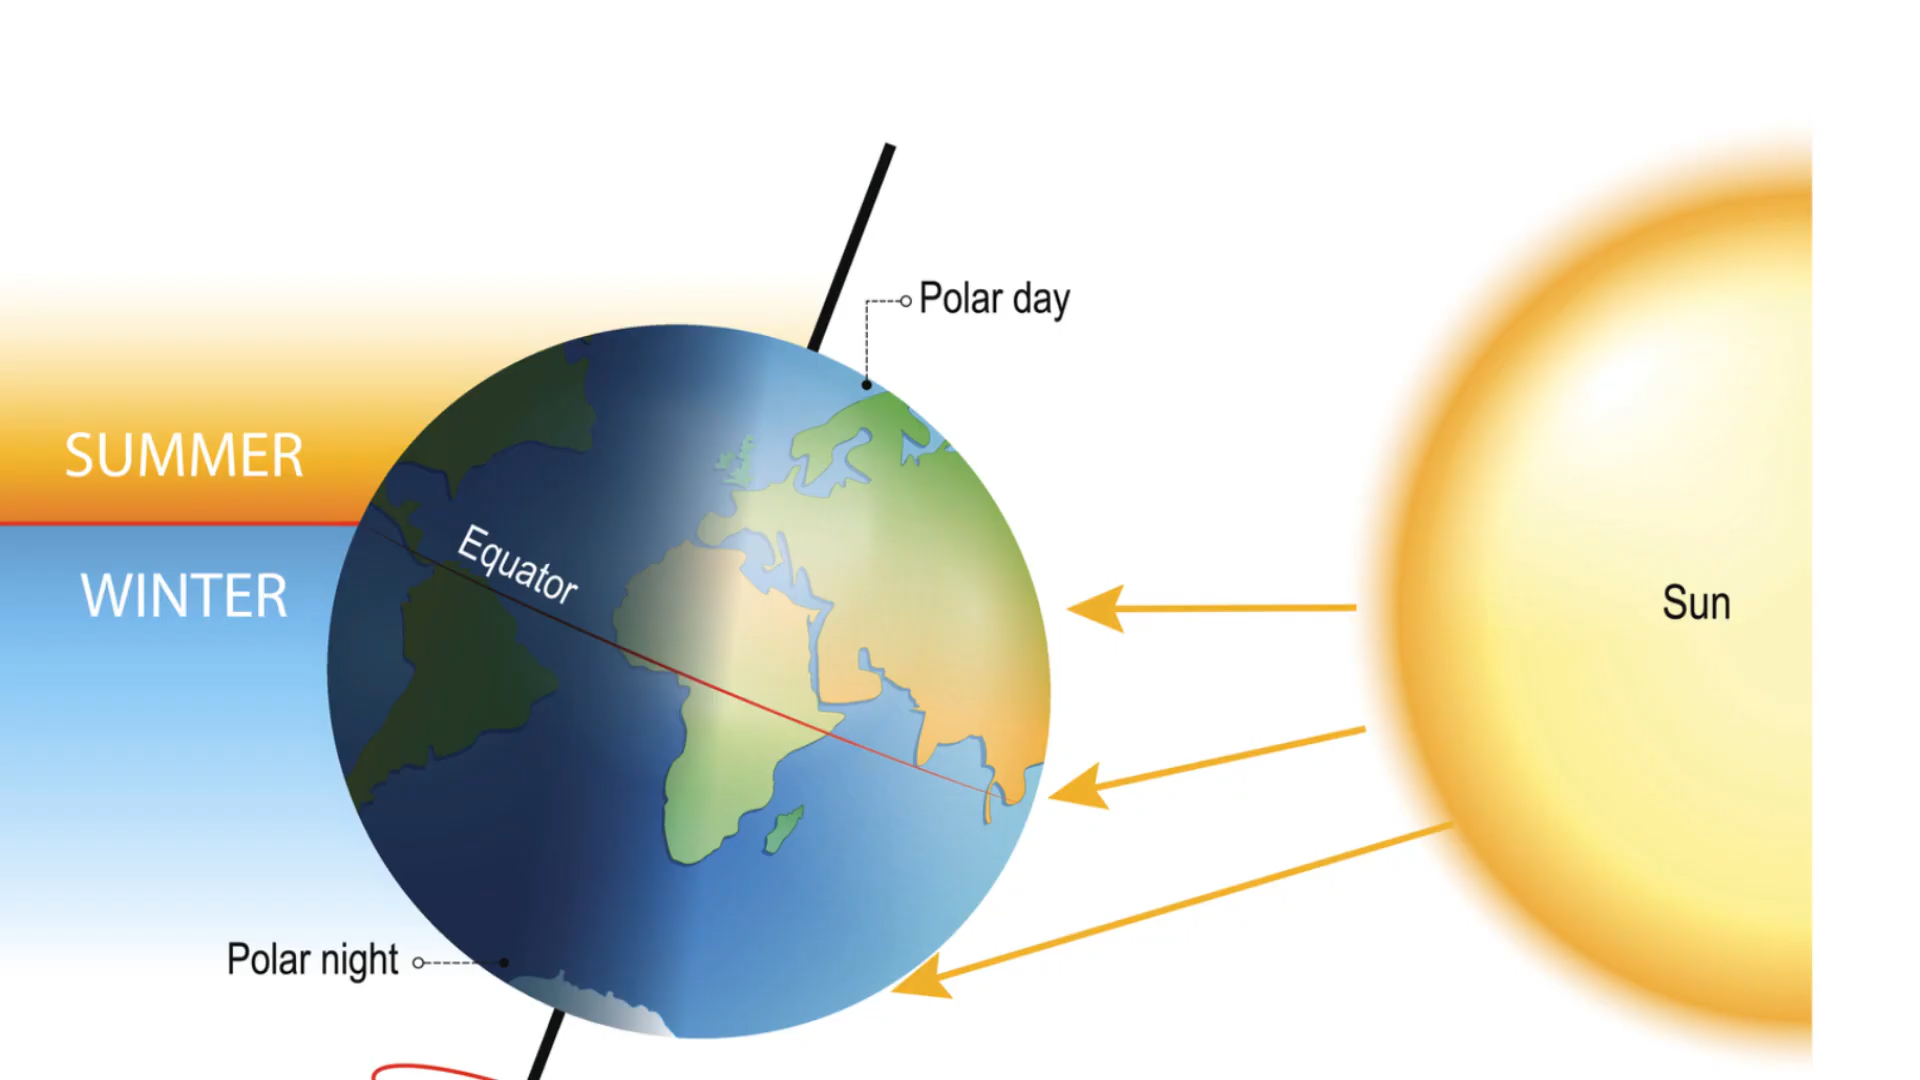 Polar day
SUMMER
Equator
WINTER
Sun
Polar night